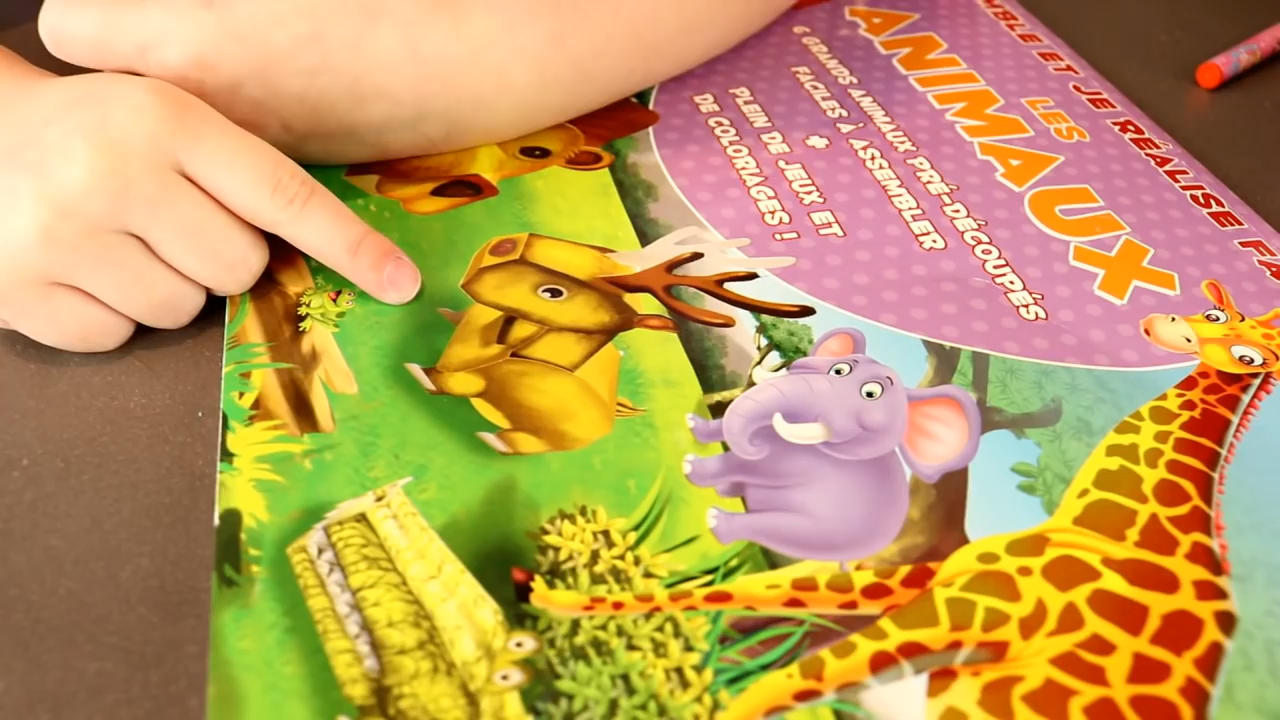 MBLE ET JE RÉALISE FA
LES
ANIMAUX
6 GRANDS ANIMAUX PRÉ-DÉCOUPÉS
FACILES À ASSEMBLER
+
PLEIN DE JEUX ET
DE COLORIAGES !